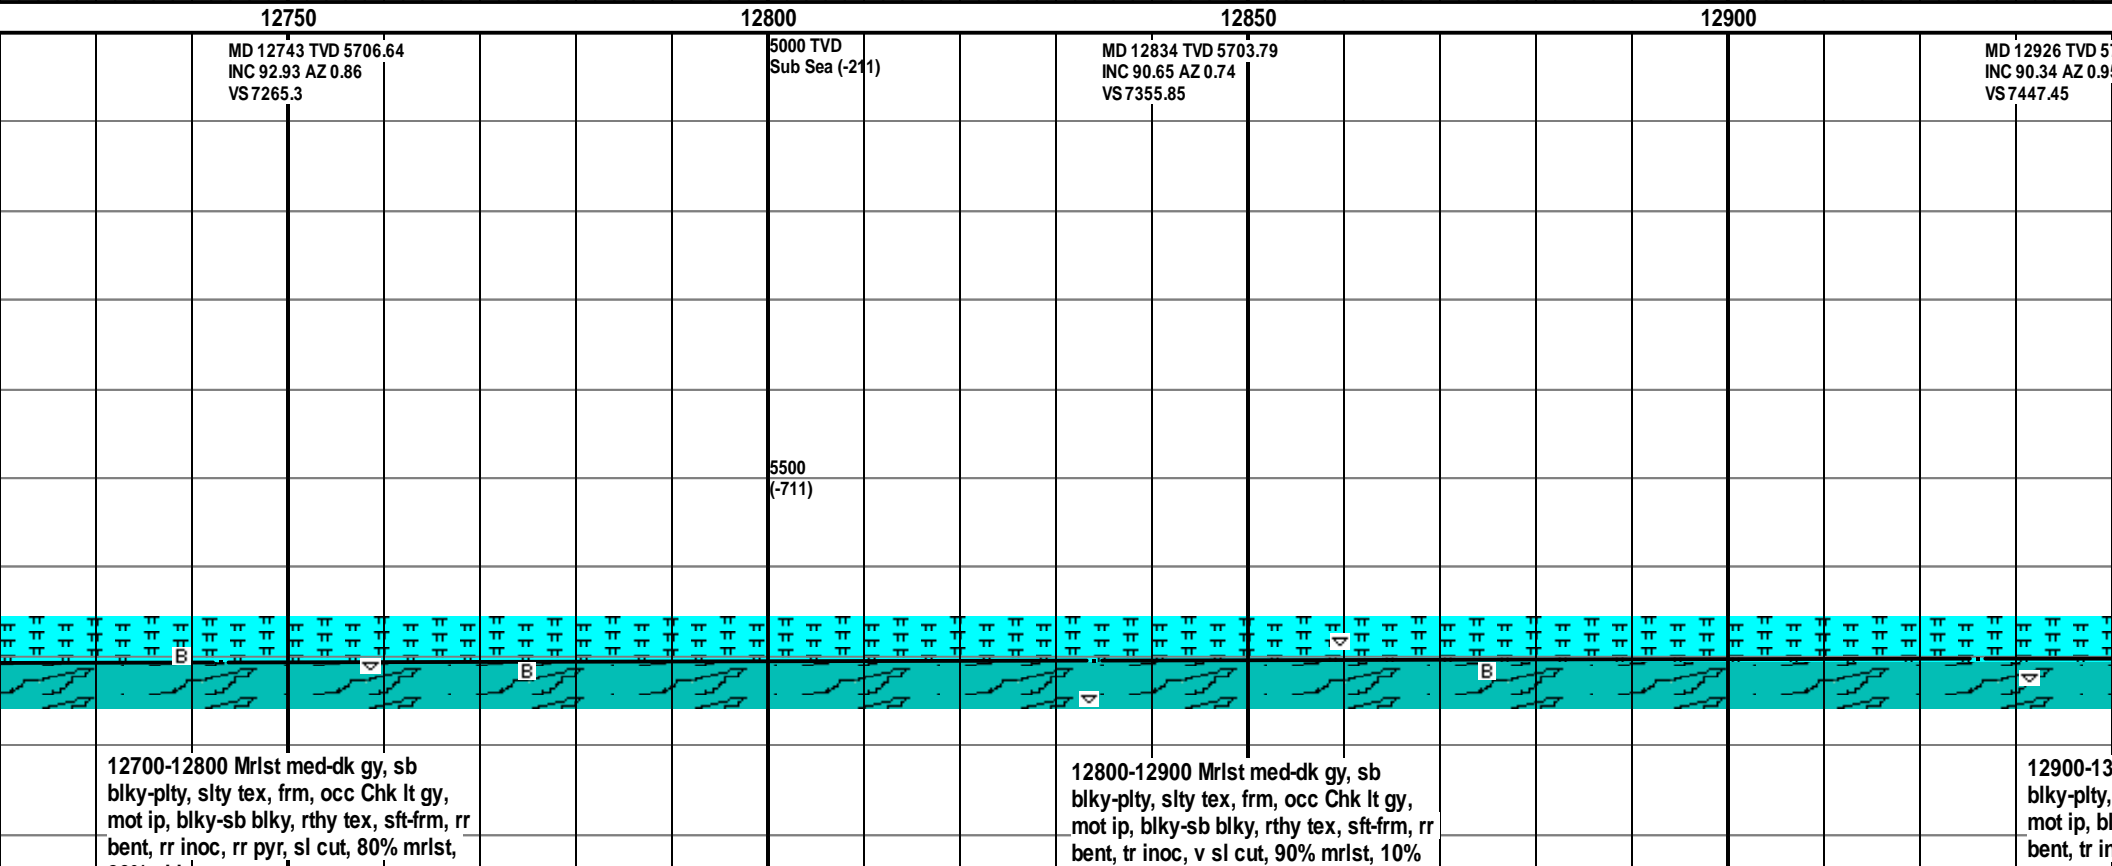 12750
12800
12850
12900
MD 12743 TVD 5706.64
INC 92.93 AZ 0.86
VS 7265.3
5000 TVD
Sub Sea (-211)
MD 12834 TVD 5703.79
INC 90.65 AZ 0.74
VS 7355.85
MD 12926 TVD
INC 90.34 AZ
VS 7447.45
5500
(-711)
B
B
B
12700-12800 Mrlst med-dk gy, sb
blky-plty, slty tex, frm, occ Chk lt gy,
mot ip, blky-sb blky, rthy tex, sft-frm, rr
bent, rr inoc, rr pyr, sl cut, 80% mrlst,
12800-12900 Mrlst med-dk gy, sb
blky-plty, slty tex, frm, occ Chk lt gy,
mot ip, blky-sb blky, rthy tex, sft-frm, rr
bent, tr inoc, v sl cut, 90% mrlst, 10%
12900-13
blky-plty,
mot ip, bl
bent, tr in